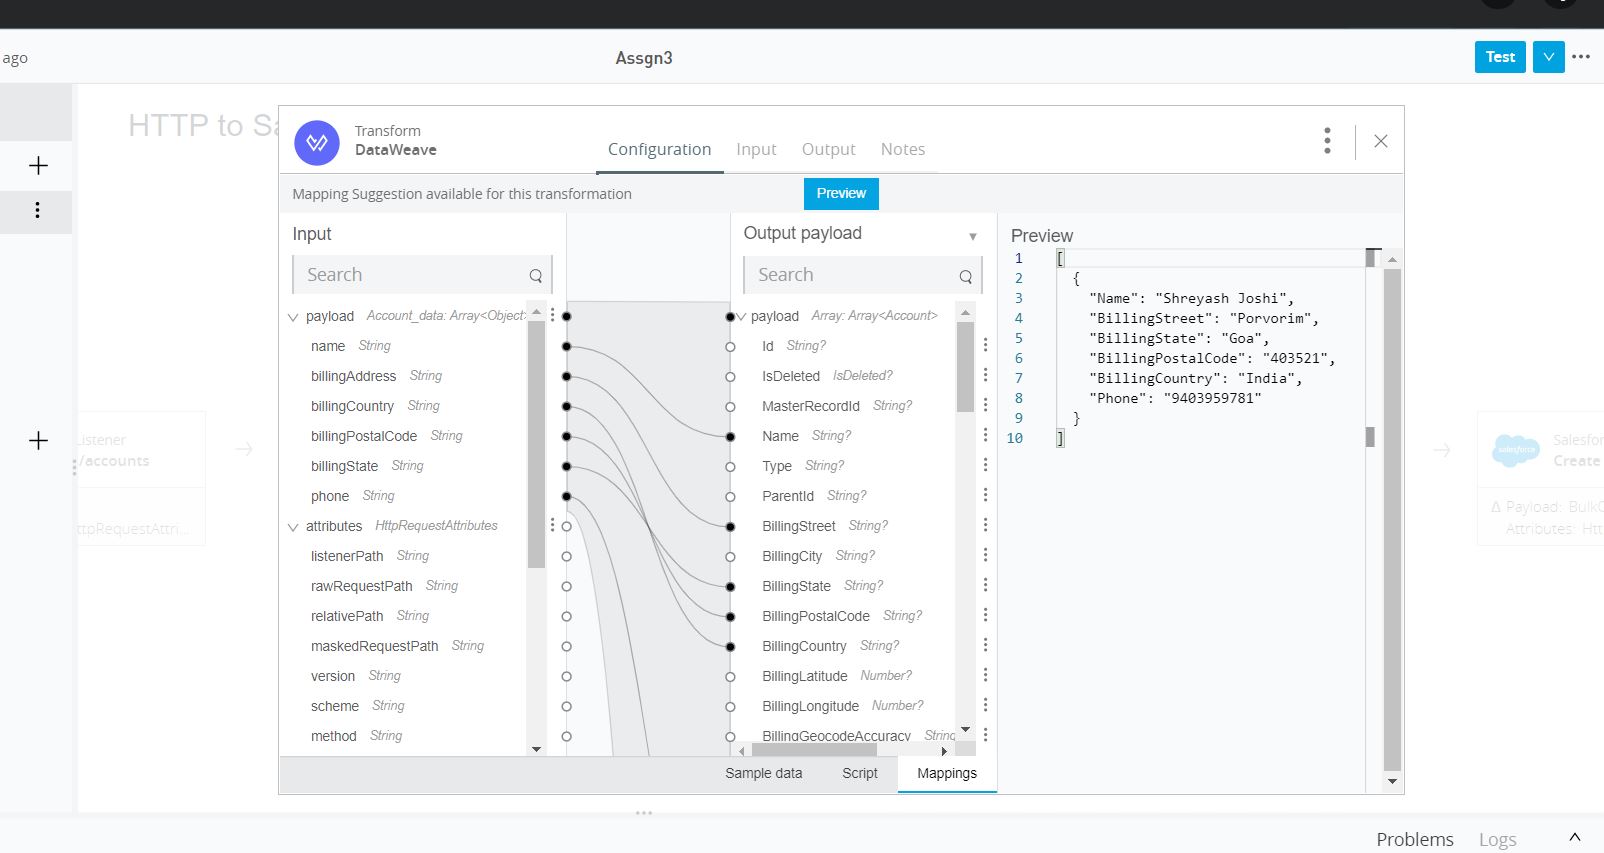 ago
Assgn3
Test
HTTP to Sa
Transform
DataWeave
Configuration
Input
Output
Notes
Mapping Suggestion available for this transformation
Preview
Input
Search
payload Account_data: Array<Object>
name String
billingAddress String
billingCountry String
billingPostalCode String
billingState String
phone String
attributes HttpRequestAttributes
listenerPath String
rawRequestPath String
relativePath String
maskedRequestPath String
version String
scheme String
method String
Output payload
Search
payload Array: Array<Account>
Id String?
IsDeleted IsDeleted?
MasterRecordId String?
Name String?
Type String?
ParentId String?
BillingStreet String?
BillingCity String?
BillingState String?
BillingPostalCode String?
BillingCountry String?
BillingLatitude Number?
BillingLongitude Number?
BillingGeocodeAccuracy String
Preview
1 [
2 {
3 "Name": "Shreyash Joshi",
4 "BillingStreet": "Porvorim",
5 "BillingState": "Goa",
6 "BillingPostalCode": "403521",
7 "BillingCountry": "India",
8 "Phone": "9403959781"
9 }
10 ]
Sample data
Script
Mappings
Listener
/accounts
ttpRequestAttri...
salesforce
Salesfor
Create
Δ Payload: BulkO
Attributes: Htt
Problems
Logs